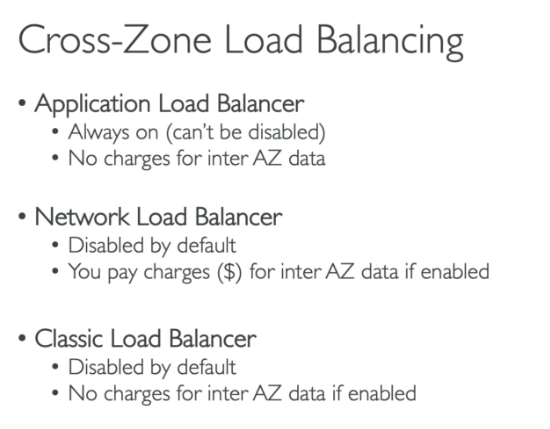 Cross-Zone Load Balancing
• Application Load Balancer
• Always on (can't be disabled)
• No charges for inter AZ data
• Network Load Balancer
• Disabled by default
• You pay charges ($) for inter AZ data if enabled
• Classic Load Balancer
• Disabled by default
• No charges for inter AZ data if enabled